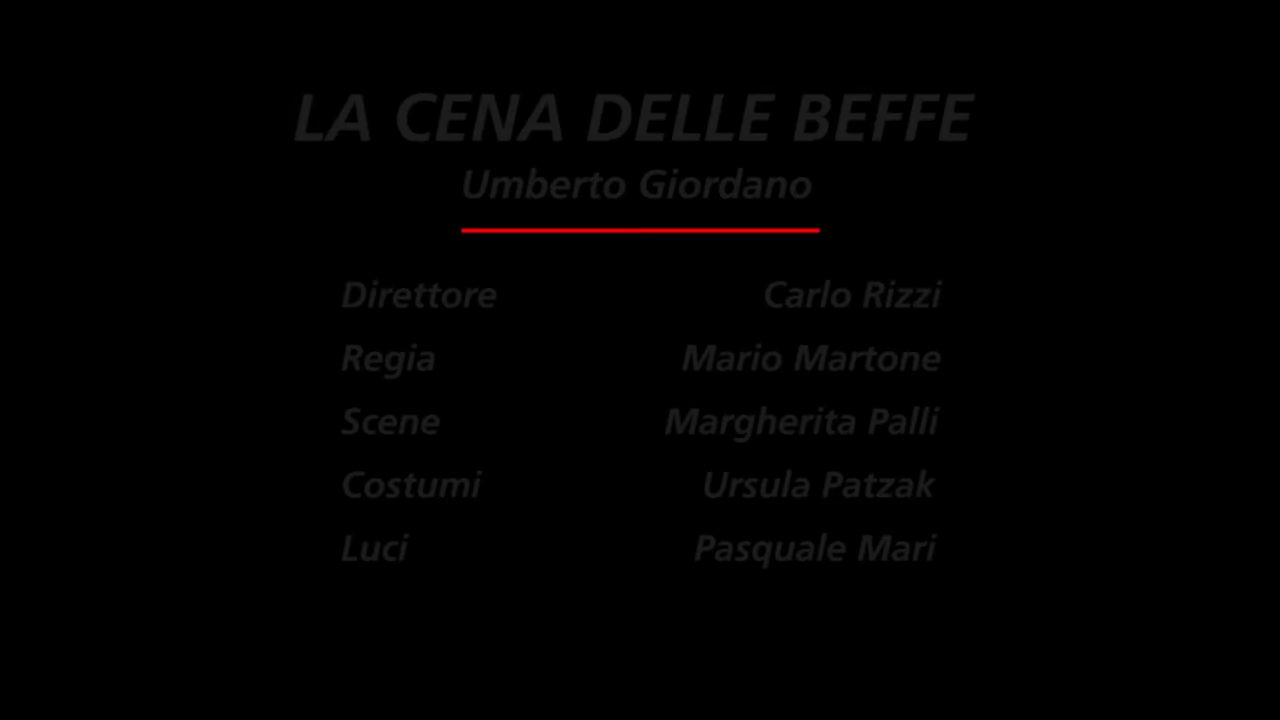 LA CENA DELLE BEFFE
Umberto Giordano
Direttore Carlo Rizzi
Regia Mario Martone
Scene Margherita Palli
Costumi Ursula Patzak
Luci Pasquale Mari